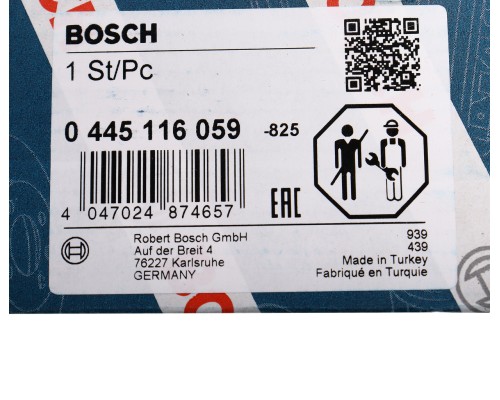 BOSCH
1 St/Pc
0 445 116 059 -825
4 047024 874657
EAC
Robert Bosch GmbH
Auf der Breit 4
76227 Karlsruhe
GERMANY
939
439
Made in Turkey
Fabriqué en Turquie